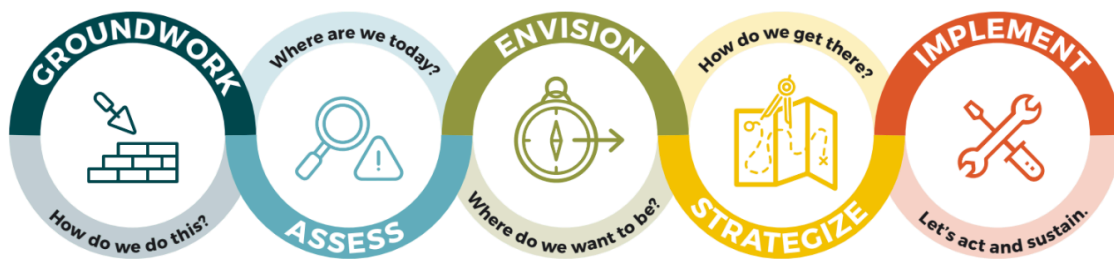 GROUNDWORK
How do we do this?
Where are we today?
ASSESS
ENVISION
Where do we want to be?
How do we get there?
STRATEGIZE
IMPLEMENT
Let's act and sustain.